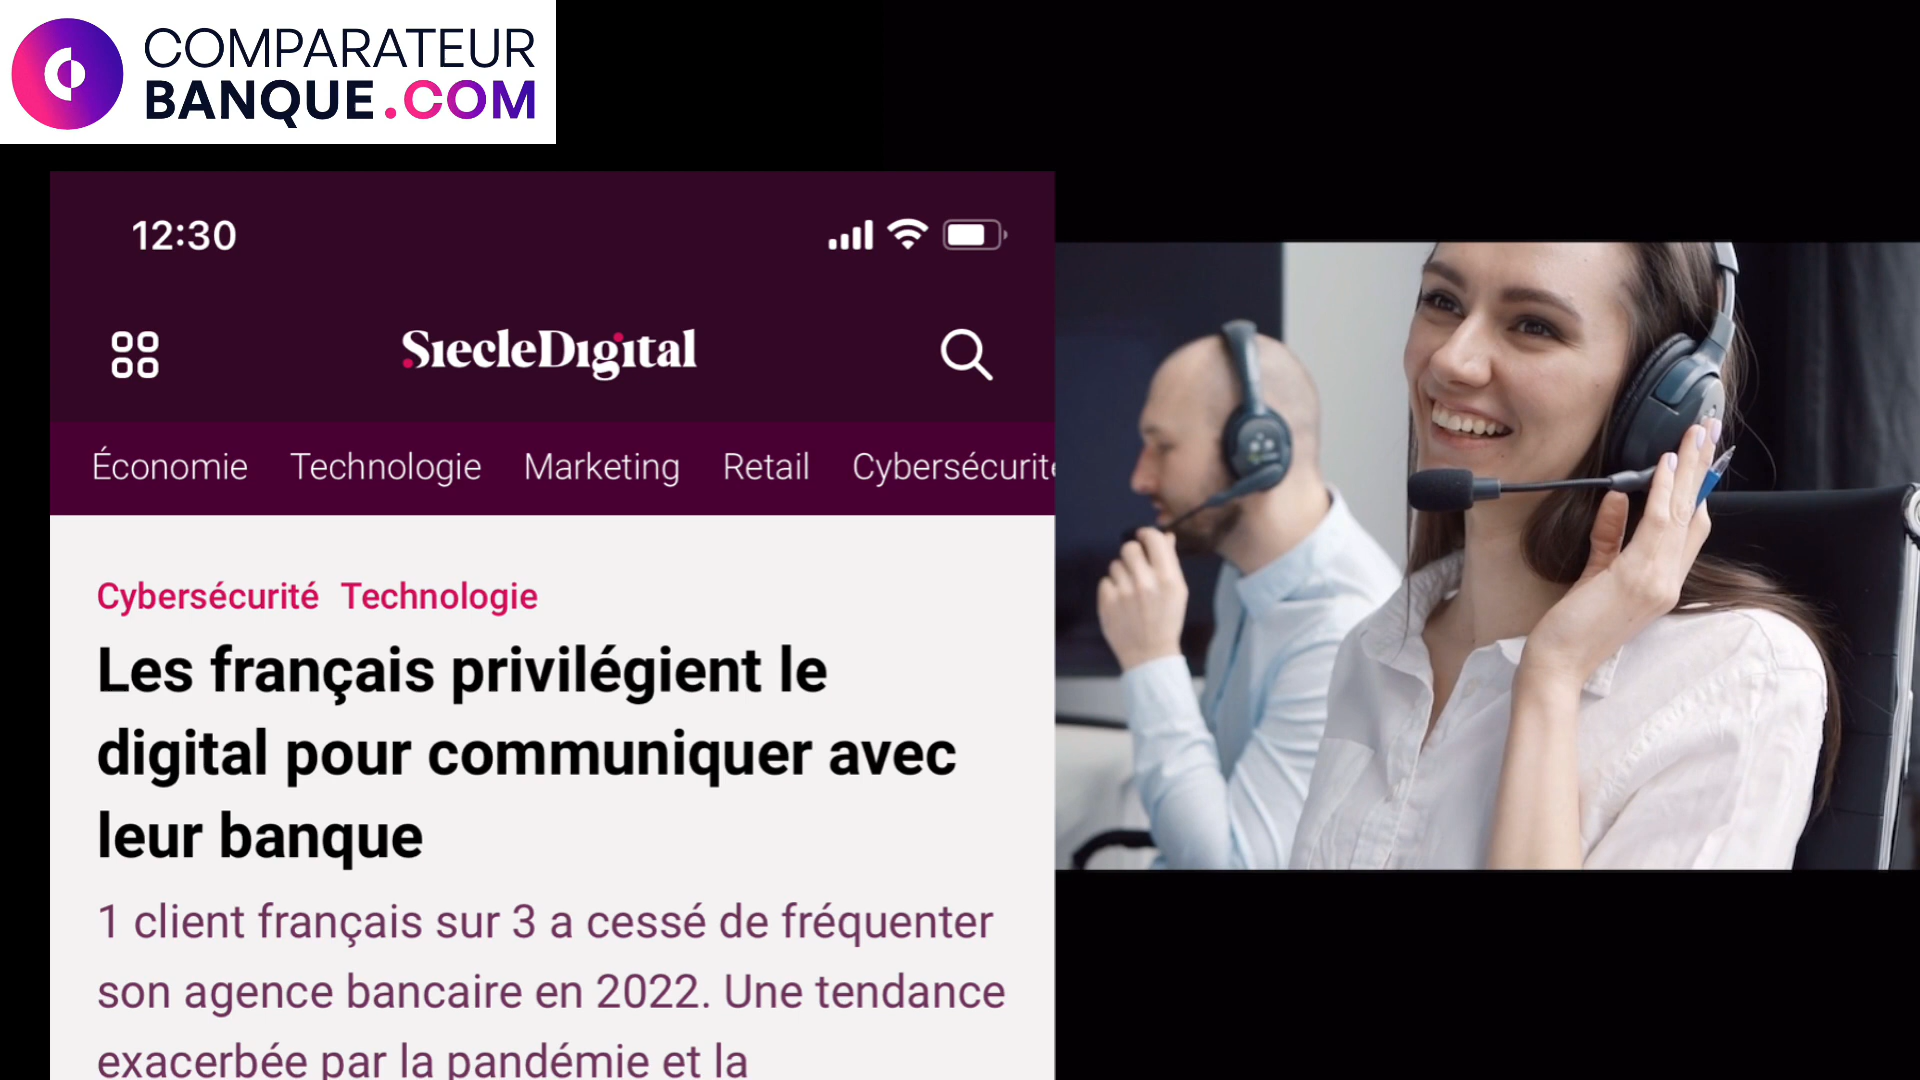 COMPARATEUR
BANQUE.COM
12:30
SiècleDigital
Économie Technologie Marketing Retail Cybersécurité
Cybersécurité Technologie
Les français privilégient le
digital pour communiquer avec
leur banque
1 client français sur 3 a cessé de fréquenter
son agence bancaire en 2022. Une tendance
exacerbée par la pandémie et la